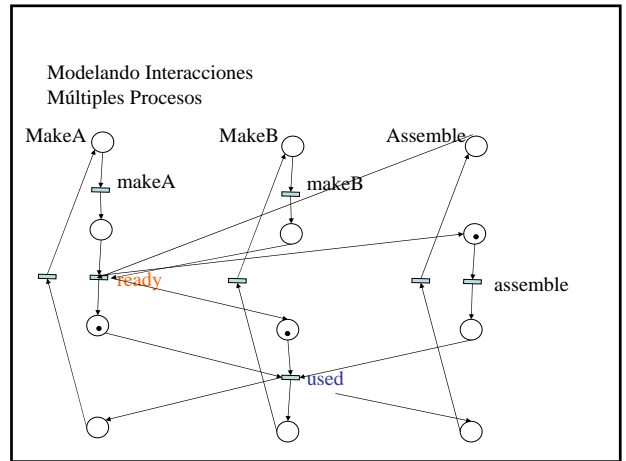 Modelando Interacciones
Múltiples Procesos
MakeA
MakeB
Assemble
makeA
makeB
ready
assemble
used